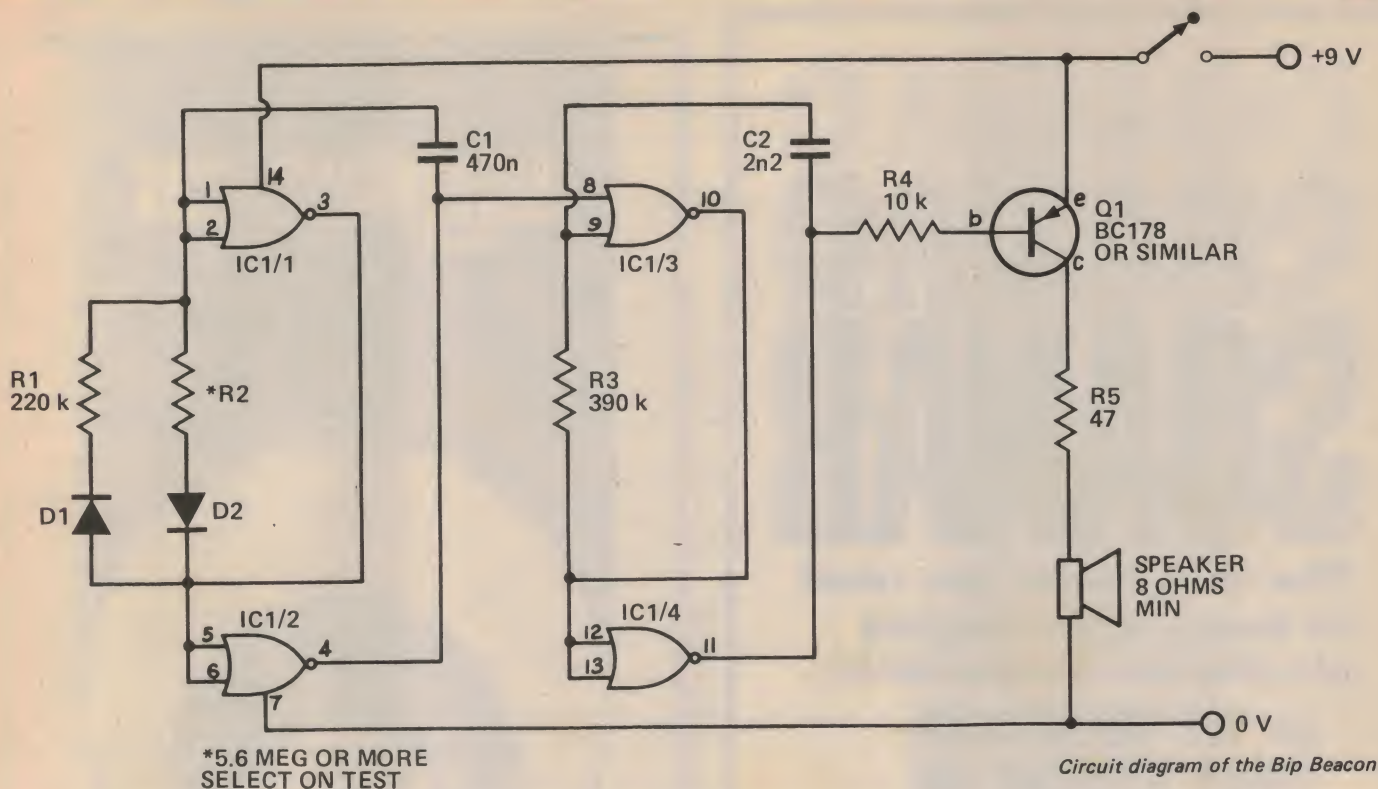 +9 V
C1
470n
C2
2n2
14
1
3
2
IC1/1
8
10
9
IC1/3
R4
10 k
b
e
Q1
BC178
OR SIMILAR
c
R1
220 k
*R2
R3
390 k
R5
47
D1
D2
IC1/2
5
4
6
7
IC1/4
12
11
13
SPEAKER
8 OHMS
MIN
0 V
*5.6 MEG OR MORE
SELECT ON TEST
Circuit diagram of the Bip Beacon